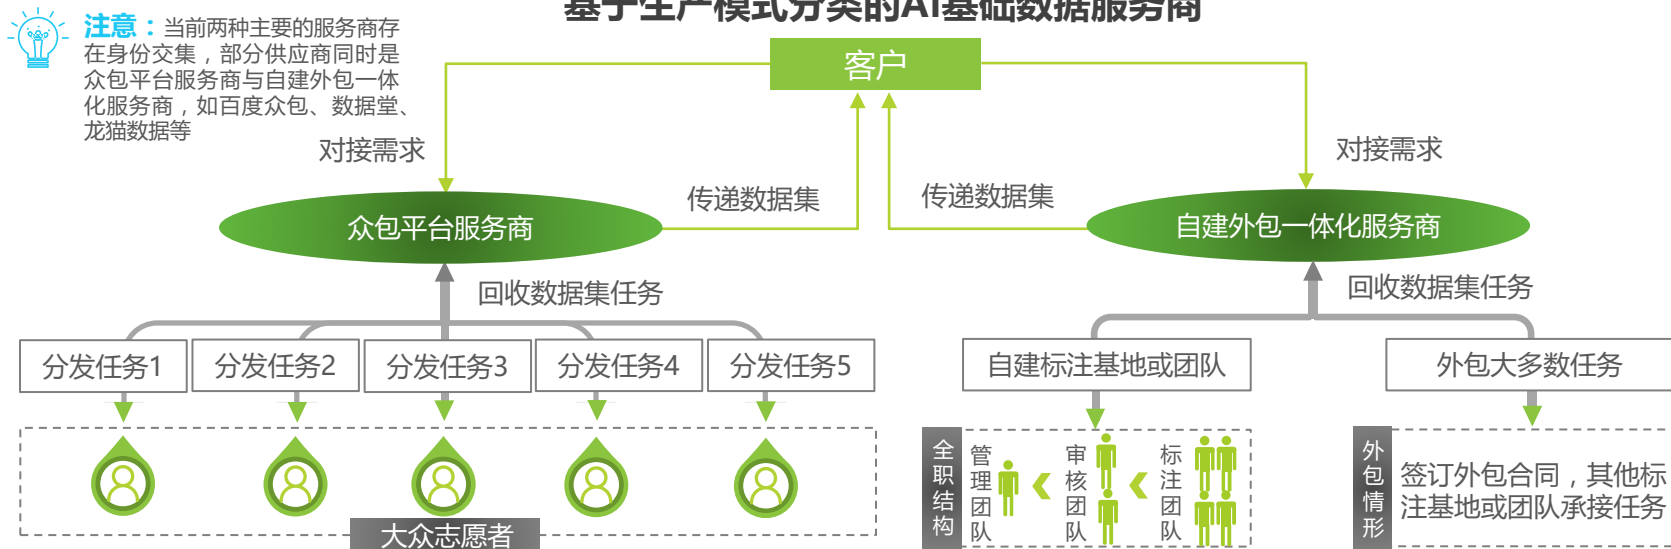 基于生产模式分类的AI基础数据服务商
注意：当前两种主要的服务商存
在身份交集，部分供应商同时是
众包平台服务商与自建外包一体
化服务商，如百度众包、数据堂、
龙猫数据等
客户
对接需求
对接需求
传递数据集
传递数据集
众包平台服务商
自建外包一体化服务商
回收数据集任务
回收数据集任务
分发任务1
分发任务2
分发任务3
分发任务4
分发任务5
自建标注基地或团队
外包大多数任务
大众志愿者
全职结构
管理团队
审核团队
标注团队
外包情形
签订外包合同，其他标
注基地或团队承接任务